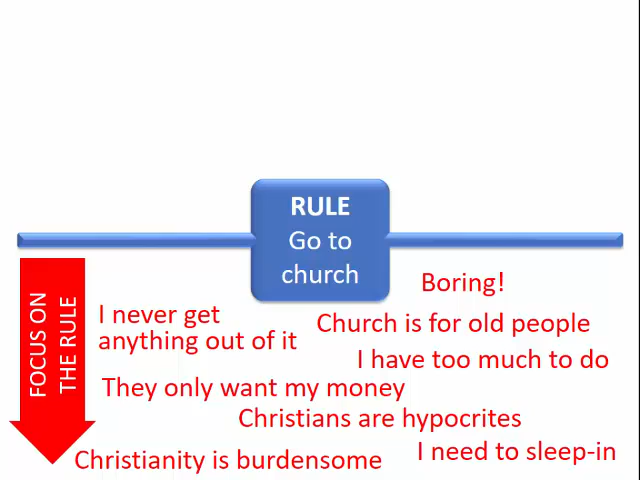 RULE
Go to
church
FOCUS ON
THE RULE
Boring!
I never get
anything out of it
Church is for old people
I have too much to do
They only want my money
Christians are hypocrites
I need to sleep-in
Christianity is burdensome